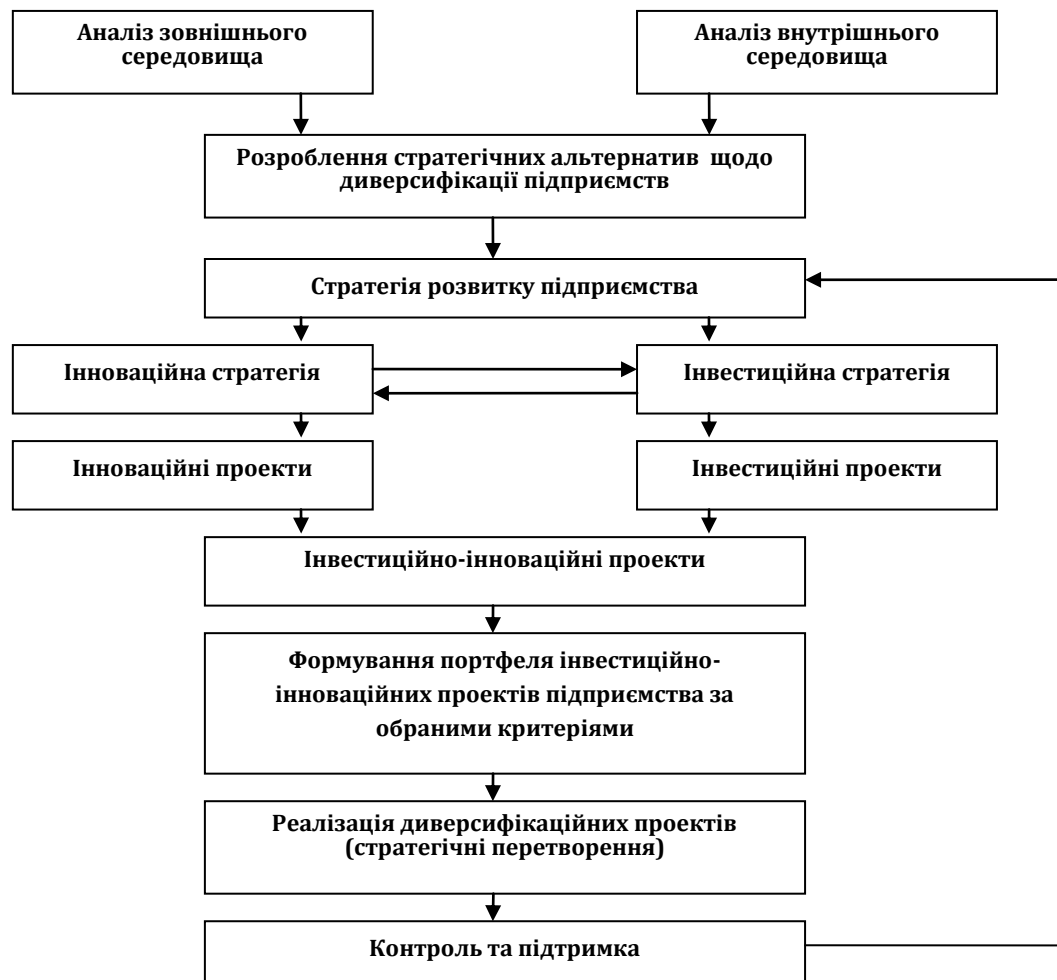 Аналіз зовнішнього
середовища
Аналіз внутрішнього
середовища
Розроблення стратегічних альтернатив щодо
диверсифікації підприємств
Стратегія розвитку підприємства
Інноваційна стратегія
Інвестиційна стратегія
Інноваційні проекти
Інвестиційні проекти
Інвестиційно-інноваційні проекти
Формування портфеля інвестиційно-
інноваційних проектів підприємства за
обраними критеріями
Реалізація диверсифікаційних проектів
(стратегічні перетворення)
Контроль та підтримка